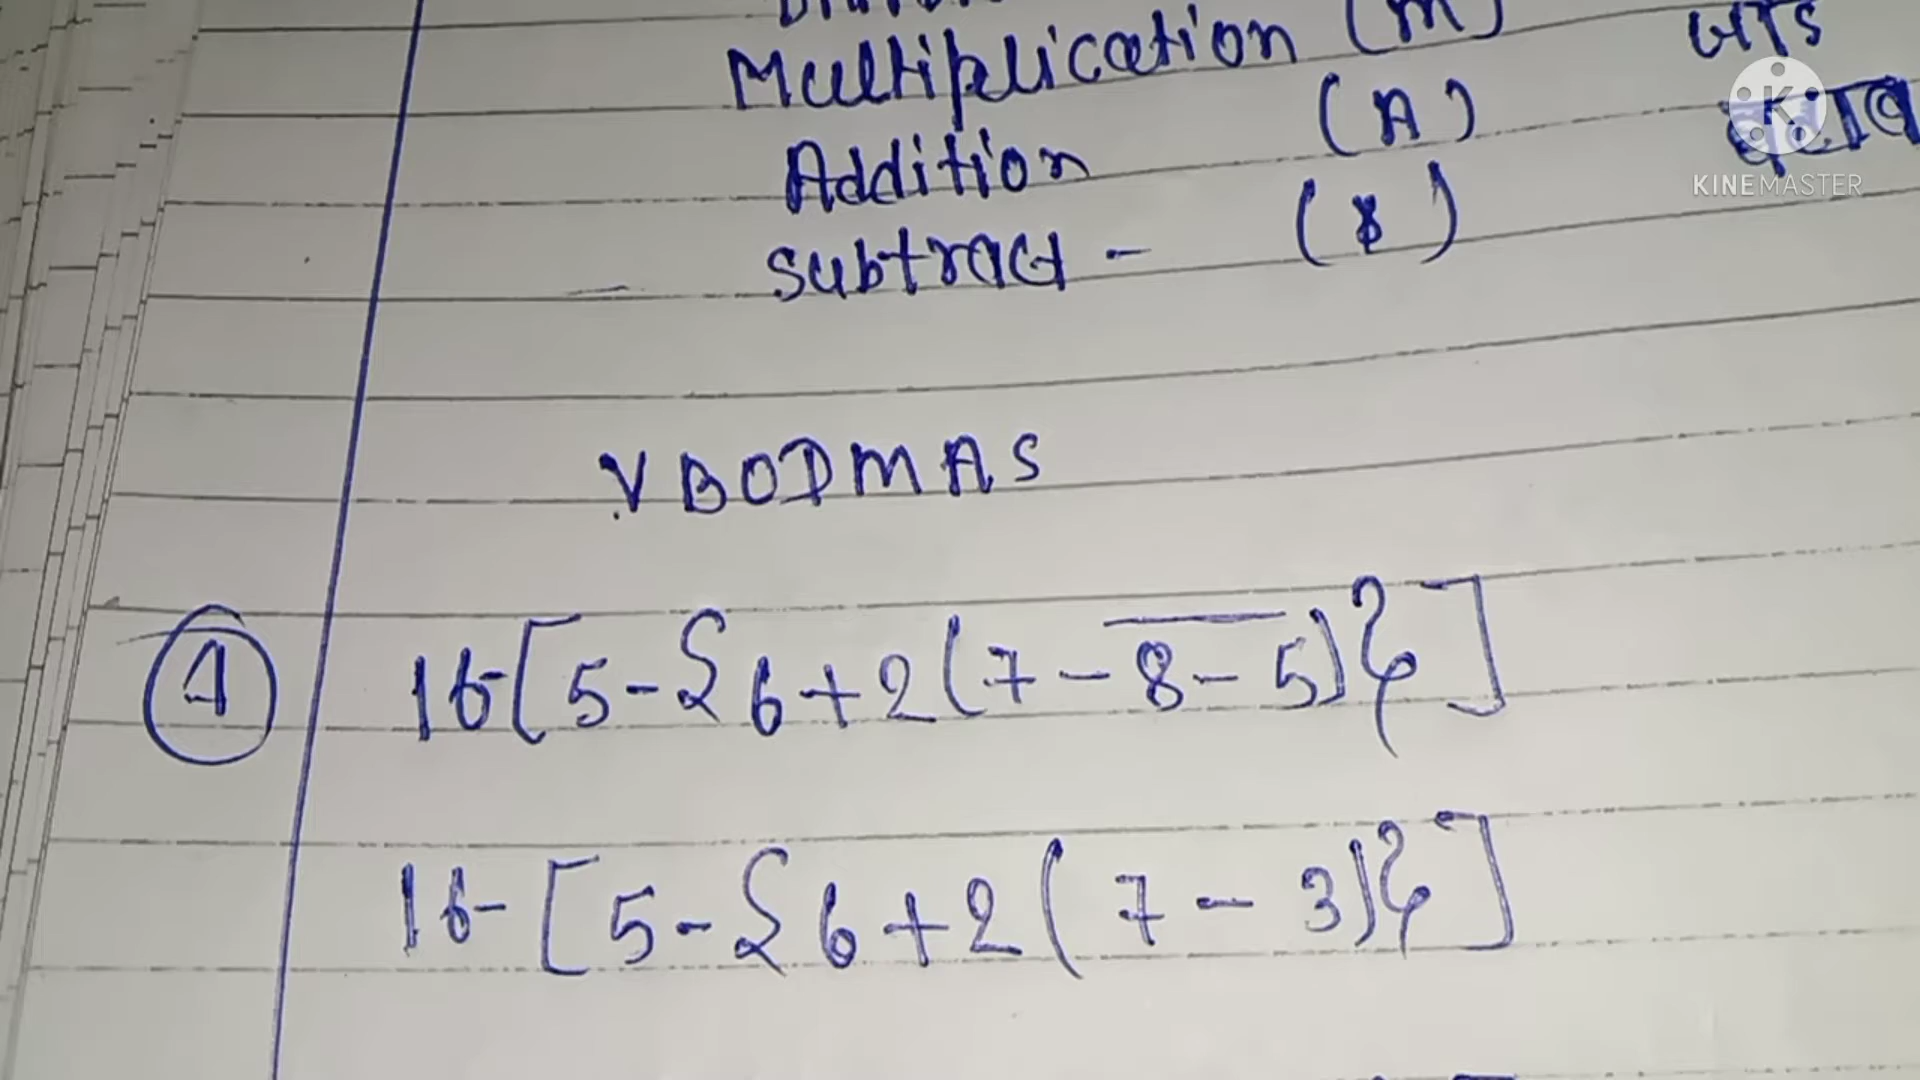 Multiplication (M) जोड़
Addition (A) घटाव
Subtract - (S)
KINEMASTER
VBODMAS
1 16-[5-{6+2(7-8-5)}]
16-[5-{6+2(7-3)}]